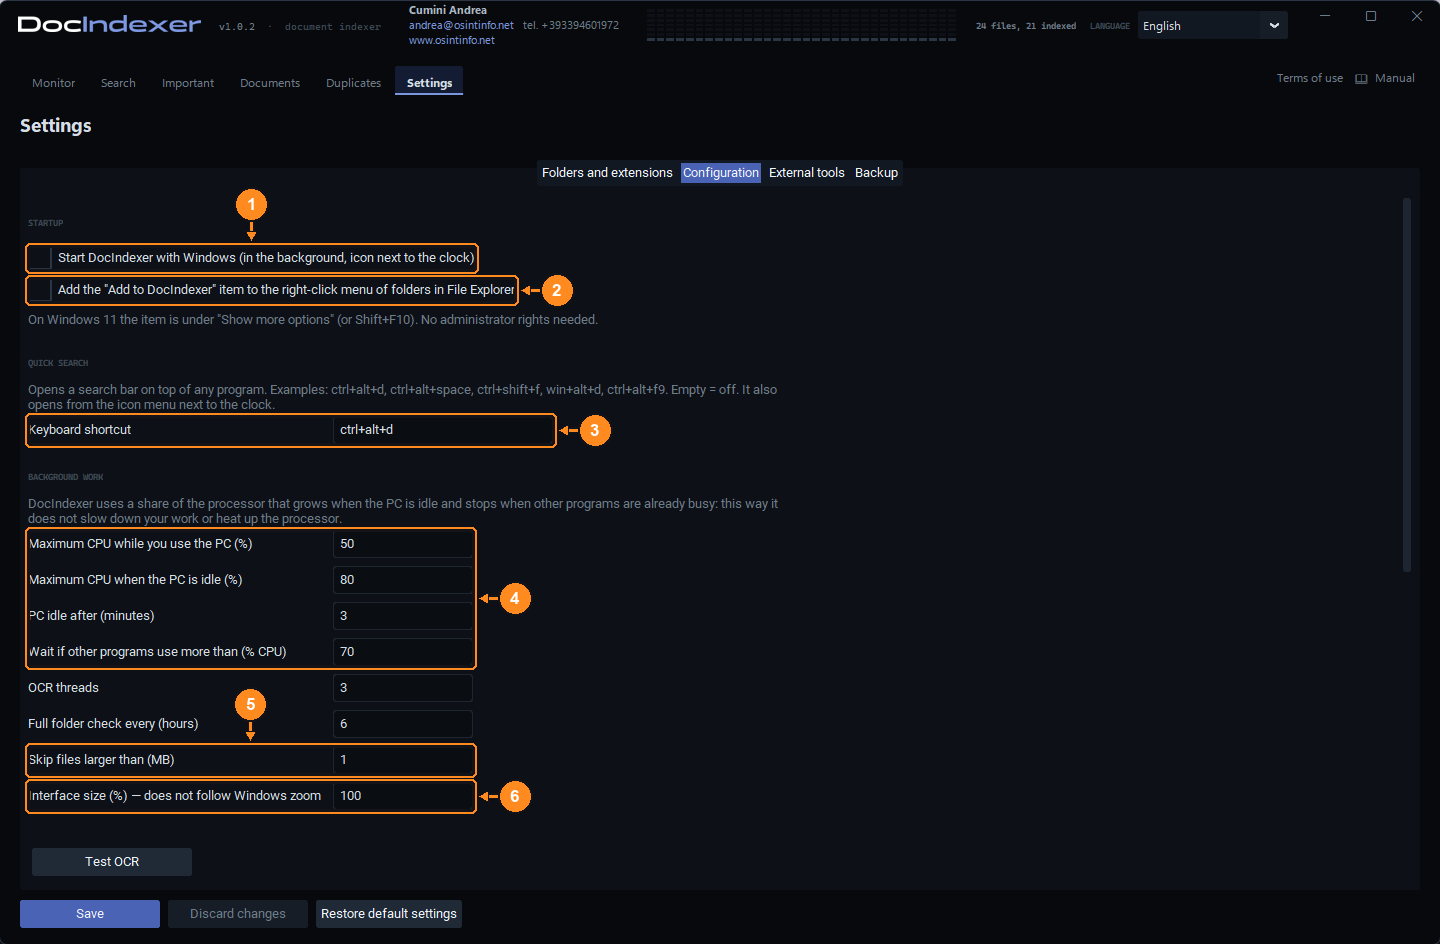 DocIndexer v1.0.2 · document indexer
Cumini Andrea
andrea@osintinfo.net tel. +393394601972
www.osintinfo.net
24 files, 21 indexed LANGUAGE English
Monitor Search Important Documents Duplicates Settings
Terms of use Manual
Settings
Folders and extensions Configuration External tools Backup
1
STARTUP
Start DocIndexer with Windows (in the background, icon next to the clock)
Add the "Add to DocIndexer" item to the right-click menu of folders in File Explorer
2
On Windows 11 the item is under "Show more options" (or Shift+F10). No administrator rights needed.
QUICK SEARCH
Opens a search bar on top of any program. Examples: ctrl+alt+d, ctrl+alt+space, ctrl+shift+f, win+alt+d, ctrl+alt+f9. Empty = off. It also
opens from the icon menu next to the clock.
Keyboard shortcut ctrl+alt+d
3
BACKGROUND WORK
DocIndexer uses a share of the processor that grows when the PC is idle and stops when other programs are already busy: this way it
does not slow down your work or heat up the processor.
Maximum CPU while you use the PC (%) 50
Maximum CPU when the PC is idle (%) 80
4
PC idle after (minutes) 3
Wait if other programs use more than (% CPU) 70
OCR threads 3
5
Full folder check every (hours) 6
Skip files larger than (MB) 1
Interface size (%) — does not follow Windows zoom 100
6
Test OCR
Save Discard changes Restore default settings